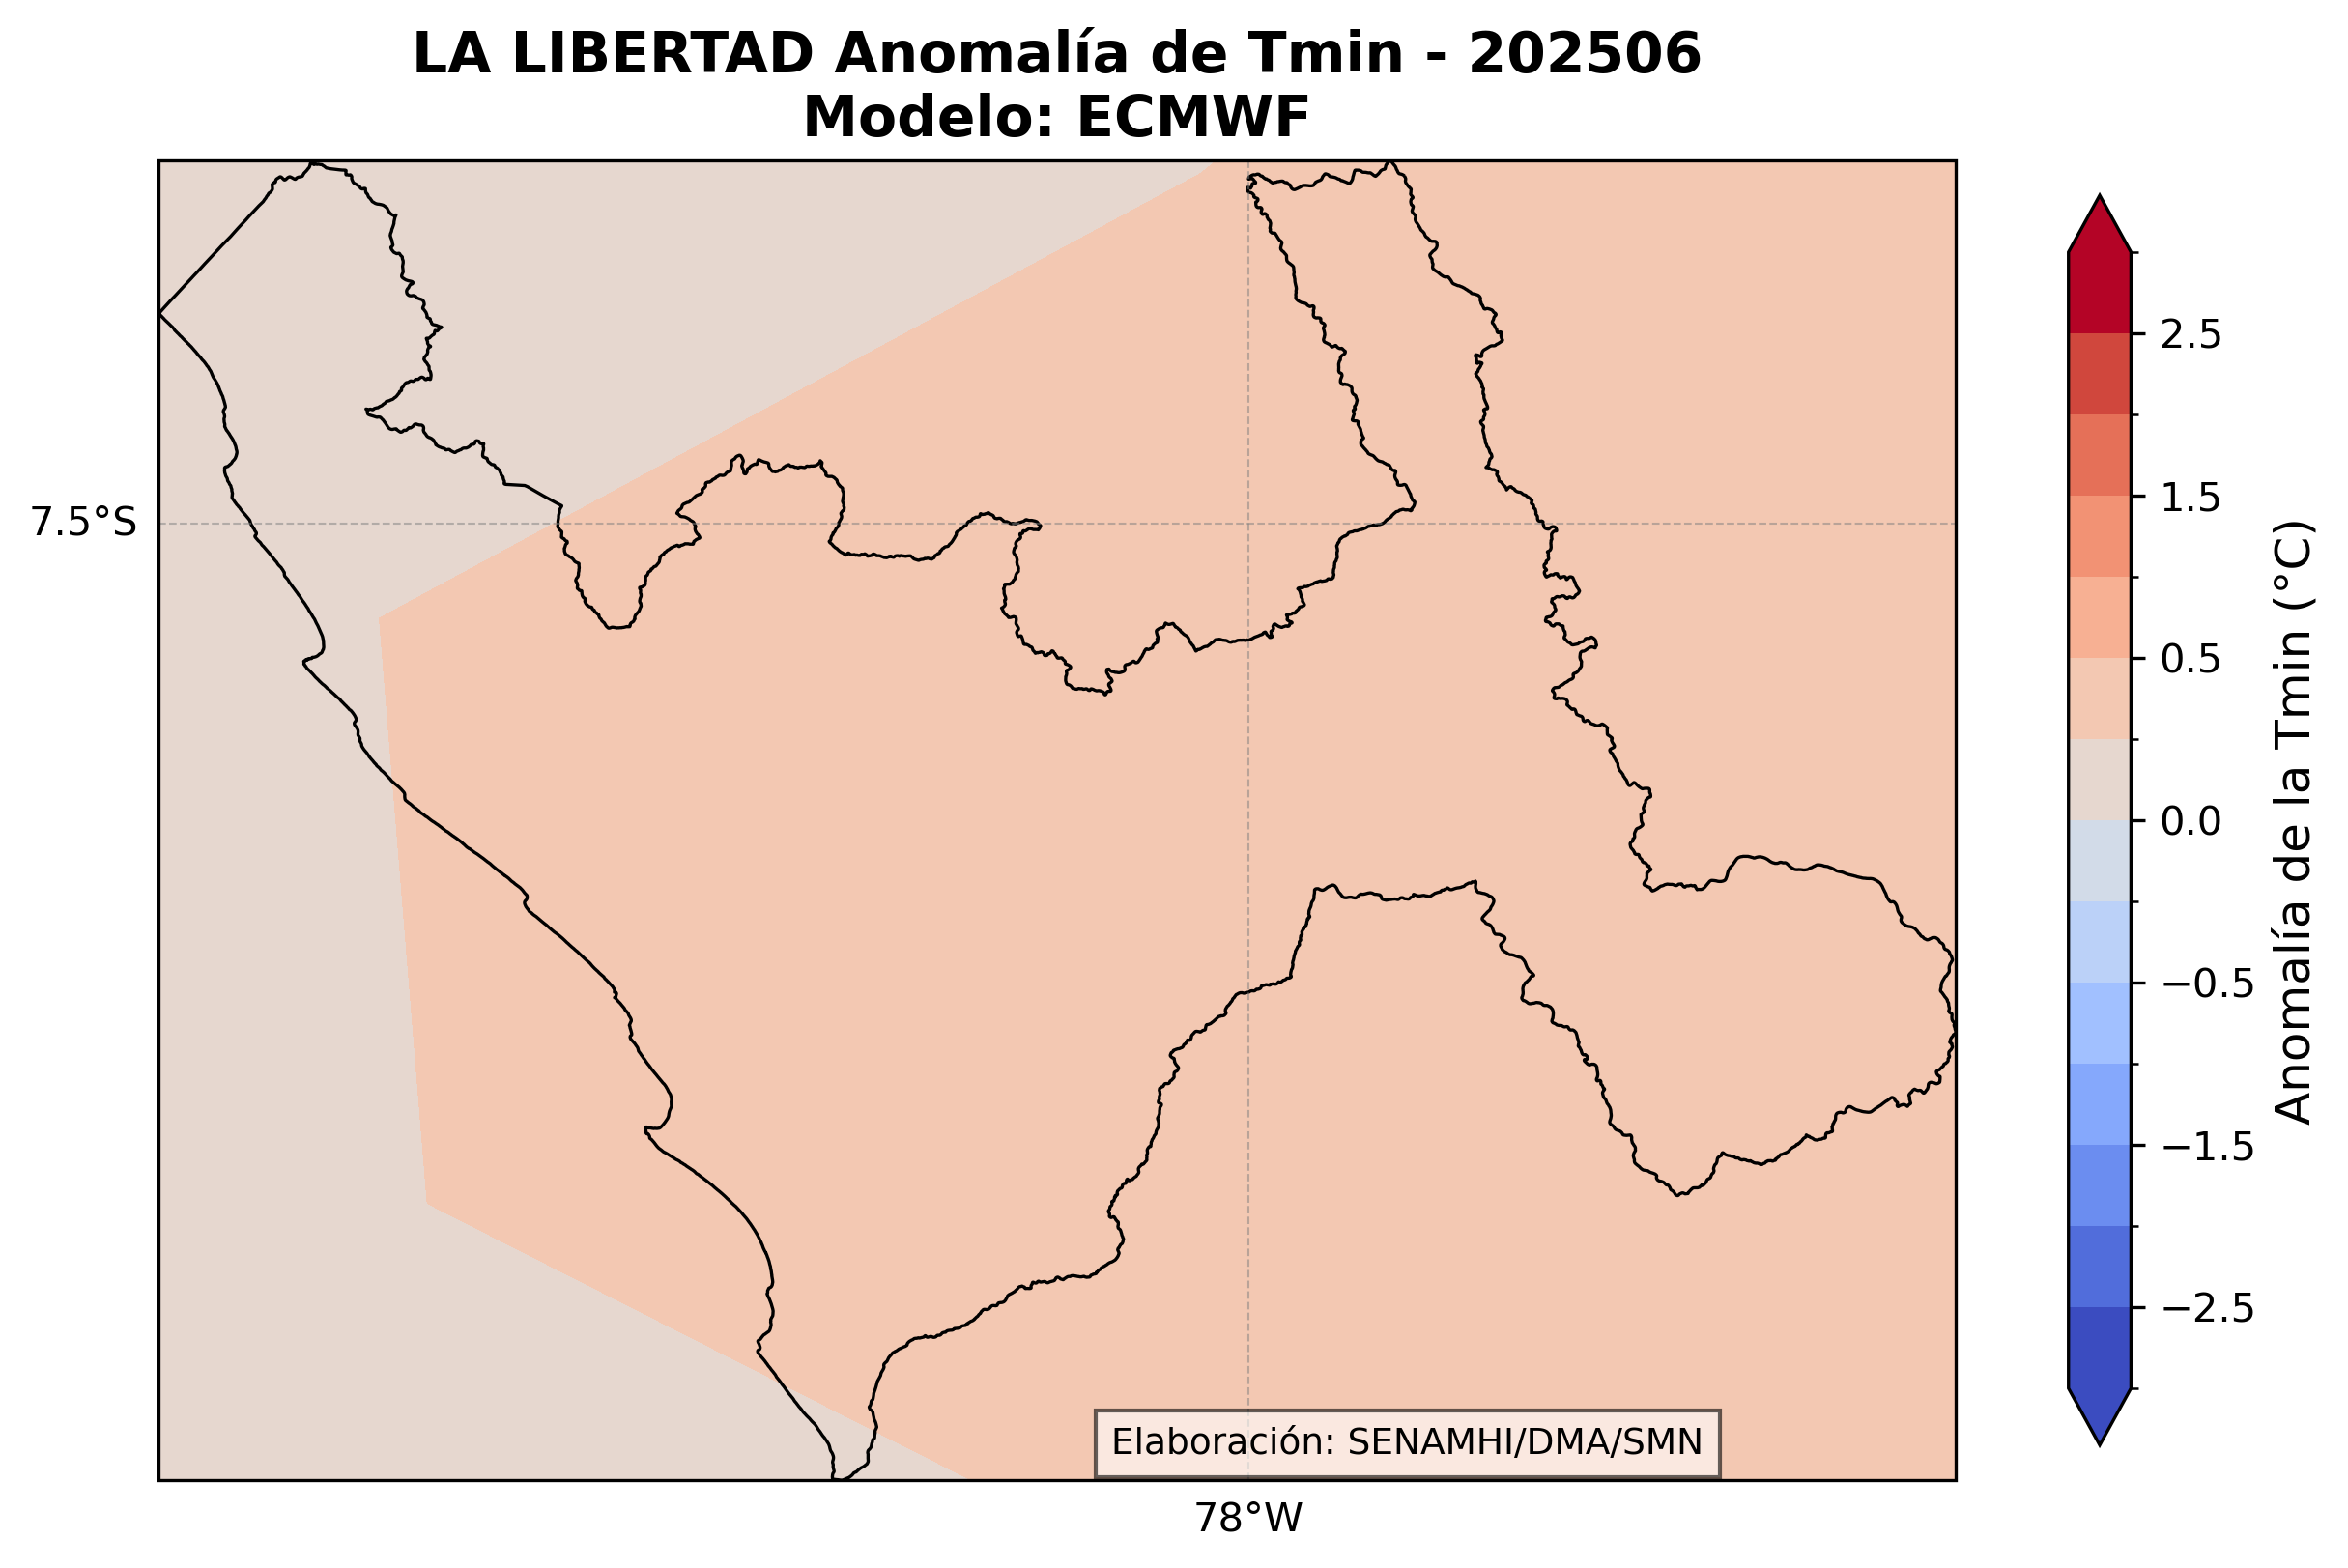 LA LIBERTAD Anomalía de Tmin - 202506
Modelo: ECMWF
7.5°S
78°W
Elaboración: SENAMHI/DMA/SMN
2.5
1.5
0.5
0.0
−0.5
−1.5
−2.5
Anomalía de la Tmin (°C)